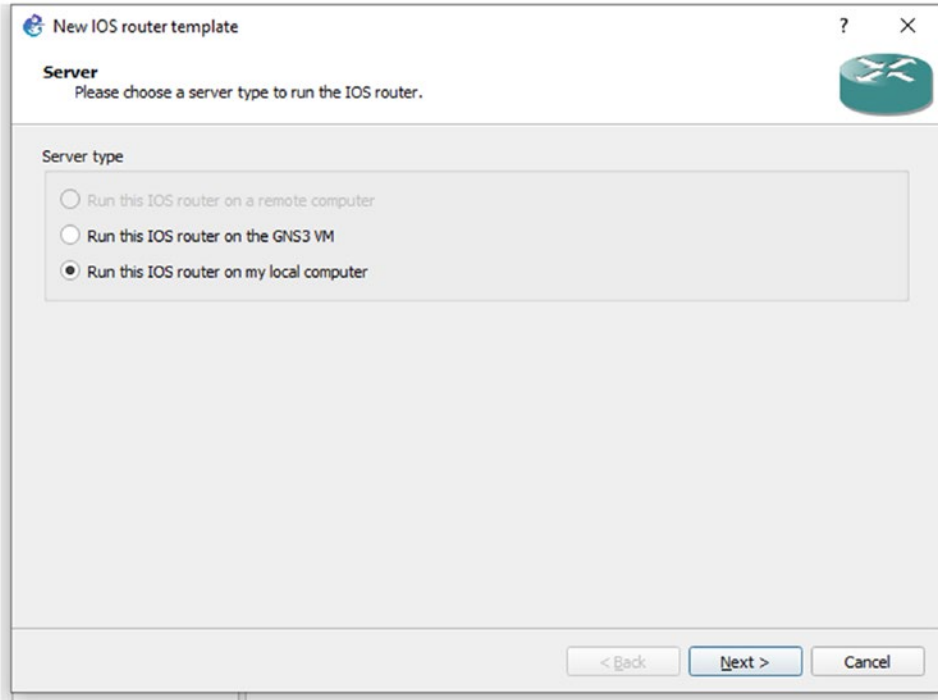 New IOS router template
?
Server
Please choose a server type to run the IOS router.
Server type
Run this IOS router on a remote computer
Run this IOS router on the GNS3 VM
Run this IOS router on my local computer
< Back
Next >
Cancel